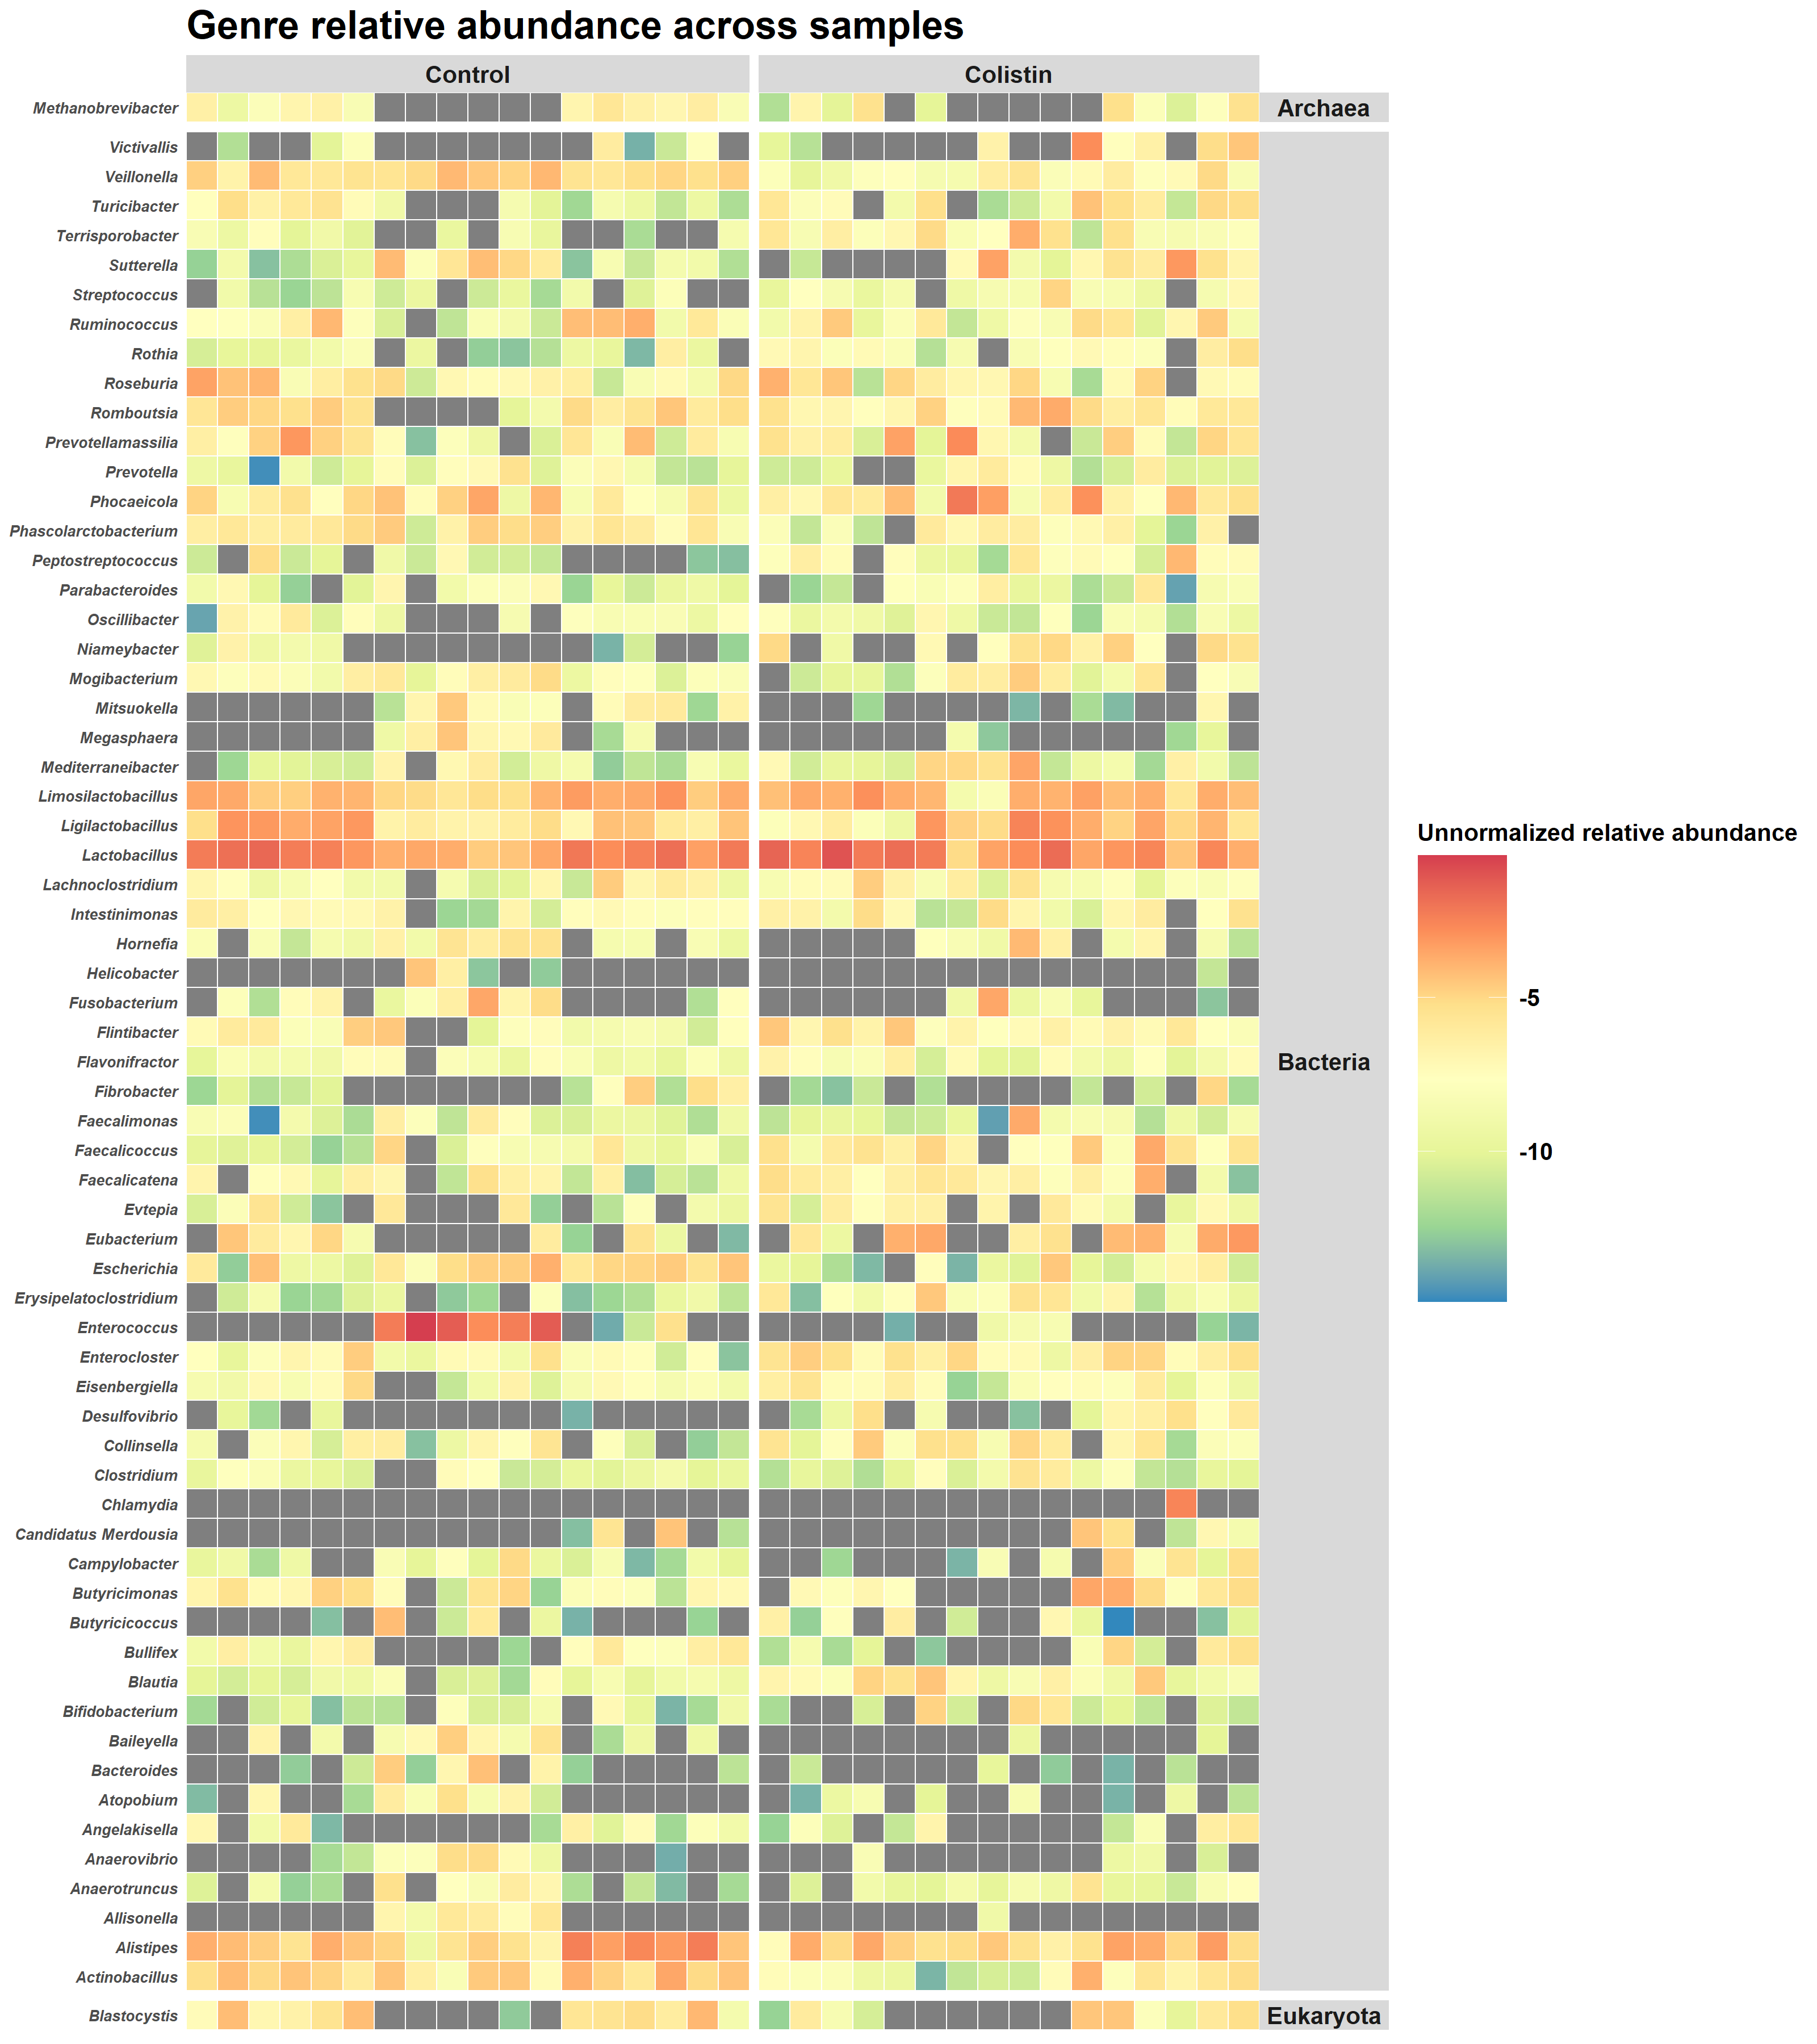 Genre relative abundance across samples
Control
Colistin
Methanobrevibacter
Archaea
Victivallis
Veillonella
Turicibacter
Terrisporobacter
Sutterella
Streptococcus
Ruminococcus
Rothia
Roseburia
Romboutsia
Prevotellamassilia
Prevotella
Phocaeicola
Phascolarctobacterium
Peptostreptococcus
Parabacteroides
Oscillibacter
Niameybacter
Mogibacterium
Mitsuokella
Megasphaera
Mediterraneibacter
Limosilactobacillus
Ligilactobacillus
Lactobacillus
Lachnoclostridium
Intestinimonas
Hornefia
Helicobacter
Fusobacterium
Flintibacter
Flavonifractor
Fibrobacter
Faecalimonas
Faecalicoccus
Faecalicatena
Evtepia
Eubacterium
Escherichia
Erysipelatoclostridium
Enterococcus
Enterocloster
Eisenbergiella
Desulfovibrio
Collinsella
Clostridium
Chlamydia
Candidatus Merdousia
Campylobacter
Butyricimonas
Butyricicoccus
Bullifex
Blautia
Bifidobacterium
Baileyella
Bacteroides
Atopobium
Angelakisella
Anaerovibrio
Anaerotruncus
Allisonella
Alistipes
Actinobacillus
Bacteria
Blastocystis
Eukaryota
Unnormalized relative abundance
-5
-10